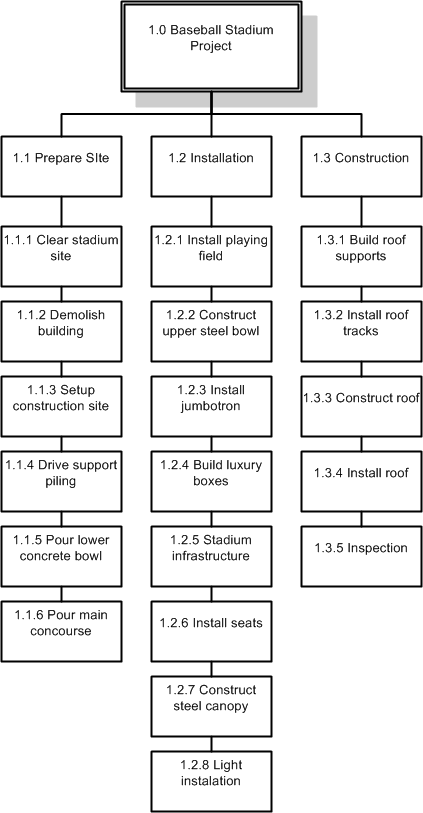 1.0 Baseball Stadium
Project
1.1 Prepare SIte
1.1.1 Clear stadium
site
1.1.2 Demolish
building
1.1.3 Setup
construction site
1.1.4 Drive support
piling
1.1.5 Pour lower
concrete bowl
1.1.6 Pour main
concourse
1.2 Installation
1.2.1 Install playing
field
1.2.2 Construct
upper steel bowl
1.2.3 Install
jumbotron
1.2.4 Build luxury
boxes
1.2.5 Stadium
infrastructure
1.2.6 Install seats
1.2.7 Construct
steel canopy
1.2.8 Light
instalation
1.3 Construction
1.3.1 Build roof
supports
1.3.2 Install roof
tracks
1.3.3 Construct roof
1.3.4 Install roof
1.3.5 Inspection